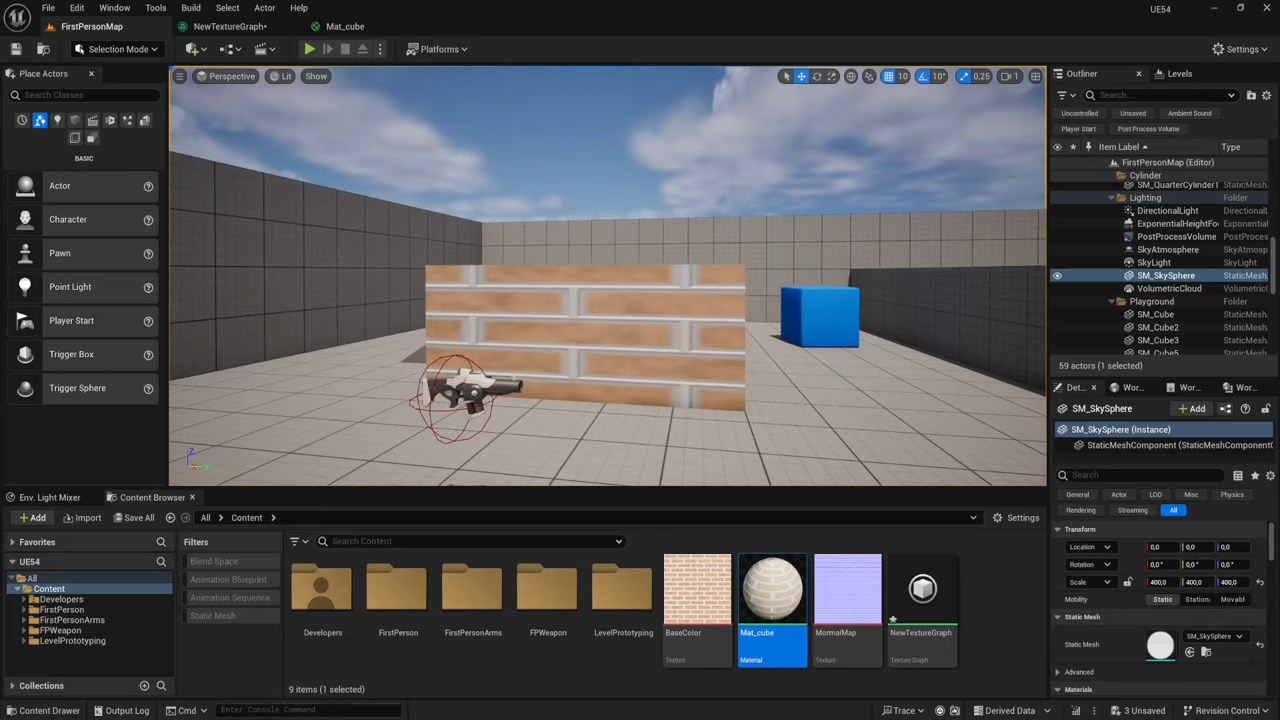 File Edit Window Tools Build Select Actor Help
UE54
FirstPersonMap
NewTextureGraph*
Mat_cube
Selection Mode
Platforms
Settings
Place Actors
Search Classes
BASIC
Actor
Character
Pawn
Point Light
Player Start
Trigger Box
Trigger Sphere
Perspective
Lit
Show
10
10°
0,25
1
Z
Y
Outliner
Levels
Search...
Uncontrolled
Unsaved
Ambient Sound
Player Start
Post Process Volume
Item Label
Type
FirstPersonMap (Editor)
Cylinder
SM_QuarterCylinder1 StaticMesh
Lighting Folder
DirectionalLight Directional
ExponentialHeightFo Exponential
PostProcessVolume PostProces
SkyAtmosphere SkyAtmosp
SkyLight SkyLight
SM_SkySphere StaticMesh.
VolumetricCloud Volumetric
Playground Folder
SM_Cube StaticMesh.
SM_Cube2 StaticMesh.
SM_Cube3 StaticMesh.
SM_Cube5 StaticMesh.
59 actors (1 selected)
Det
Wor...
Wor...
Wor...
SM_SkySphere
Add
SM_SkySphere (Instance)
StaticMeshComponent (StaticMeshComponent0
Search
General
Actor
LOD
Misc
Physics
Rendering
Streaming
All
Transform
Location 0,0 0,0 0,0
Rotation 0,0 ° 0,0 ° 0,0 °
Scale 400,0 400,0 400,0
Mobility Static Station Movabl
Static Mesh
Static Mesh
SM_SkySphere
Advanced
Materials
Env. Light Mixer
Content Browser
Add
Import
Save All
All
Content
Settings
Favorites
UE54
All
Content
Developers
FirstPerson
FirstPersonArms
FPWeapon
LevelPrototyping
Collections
Filters
Blend Space
Animation Blueprint
Animation Sequence
Static Mesh
Search Content
Developers
FirstPerson
FirstPersonArms
FPWeapon
LevelPrototyping
BaseColor
Texture
Mat_cube
Material
MormalMap
Texture
NewTextureGraph
Texture Graph
9 items (1 selected)
Content Drawer
Output Log
Cmd
Enter Console Command
Trace
Derived Data
3 Unsaved
Revision Control